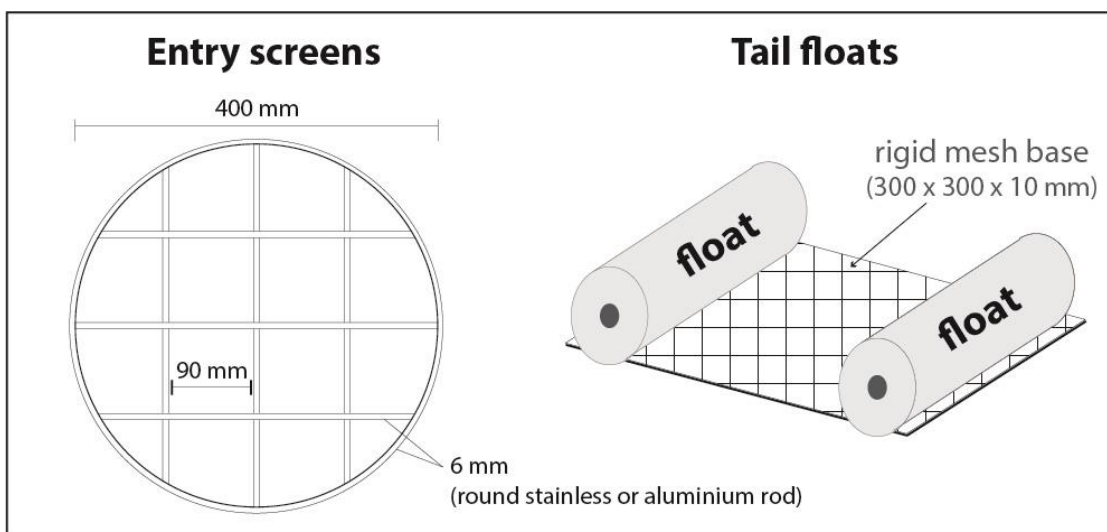 Entry screens
400 mm
90 mm
6 mm
(round stainless or aluminium rod)
Tail floats
rigid mesh base
(300 x 300 x 10 mm)
float
float